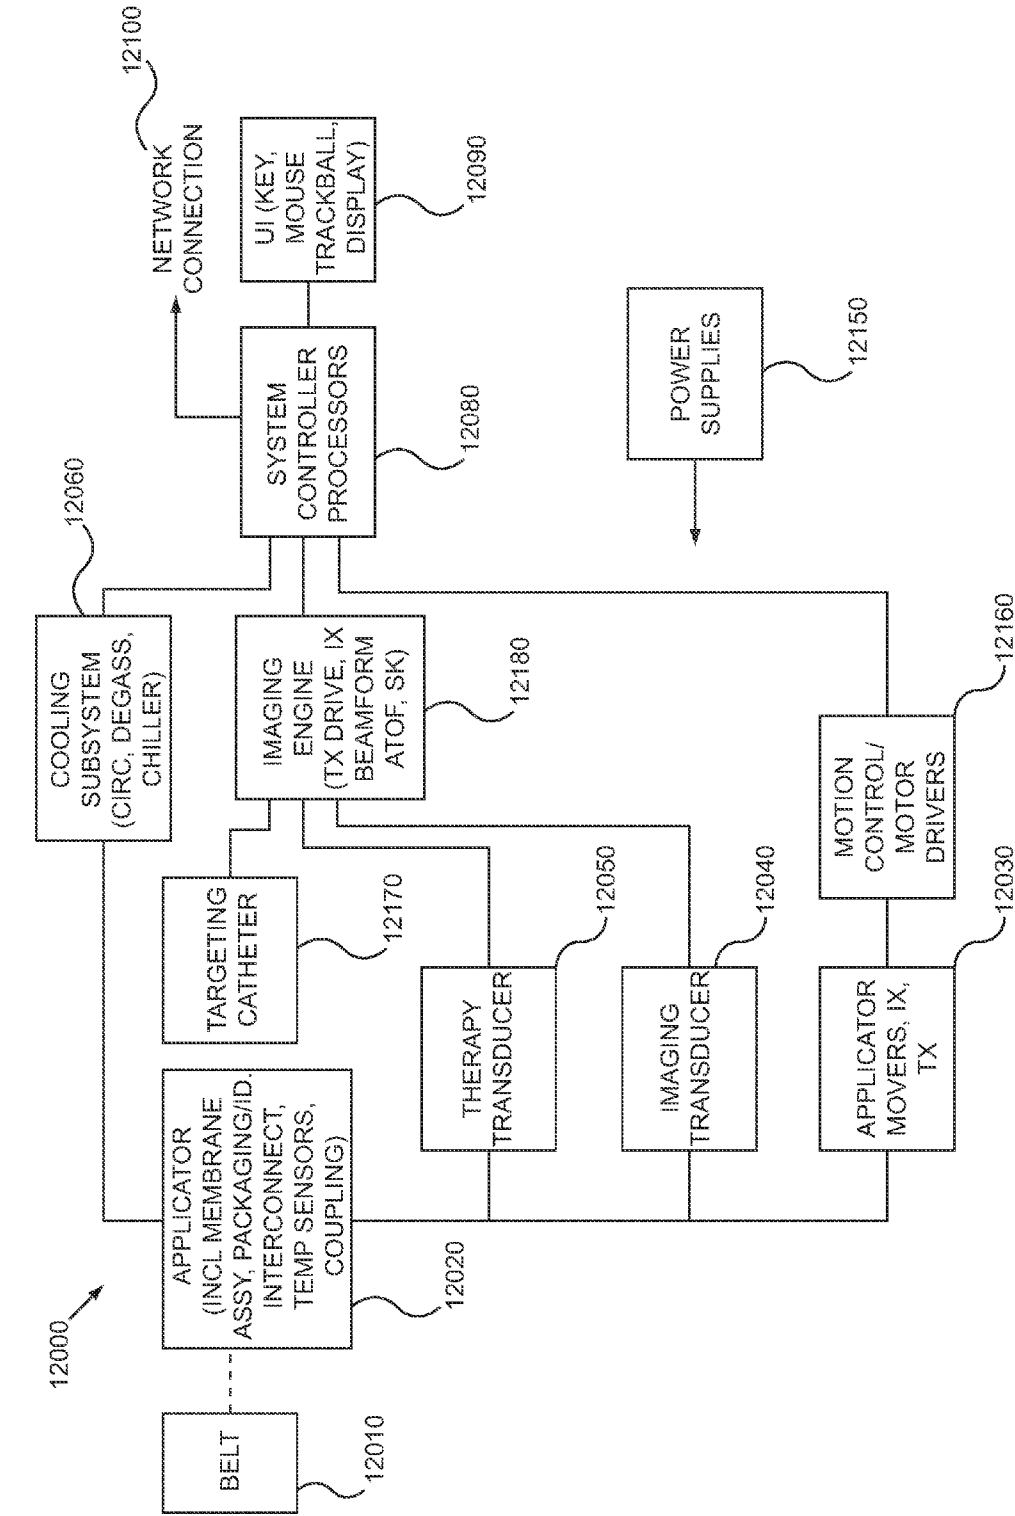 12000
BELT
12010
APPLICATOR
(INCL MEMBRANE
ASSY, PACKAGING/ID.
INTERCONNECT,
TEMP SENSORS,
COUPLING)
12020
COOLING
SUBSYSTEM
(CIRC, DEGASS,
CHILLER)
12060
TARGETING
CATHETER
12170
THERAPY
TRANSDUCER
12050
IMAGING
TRANSDUCER
12040
APPLICATOR
MOVERS, IX,
TX
12030
IMAGING
ENGINE
(TX DRIVE, IX
BEAMFORM
ATOF, SK)
12180
MOTION
CONTROL/
MOTOR
DRIVERS
12160
SYSTEM
CONTROLLER
PROCESSORS
12080
NETWORK
CONNECTION
12100
UI (KEY,
MOUSE
TRACKBALL,
DISPLAY)
12090
POWER
SUPPLIES
12150